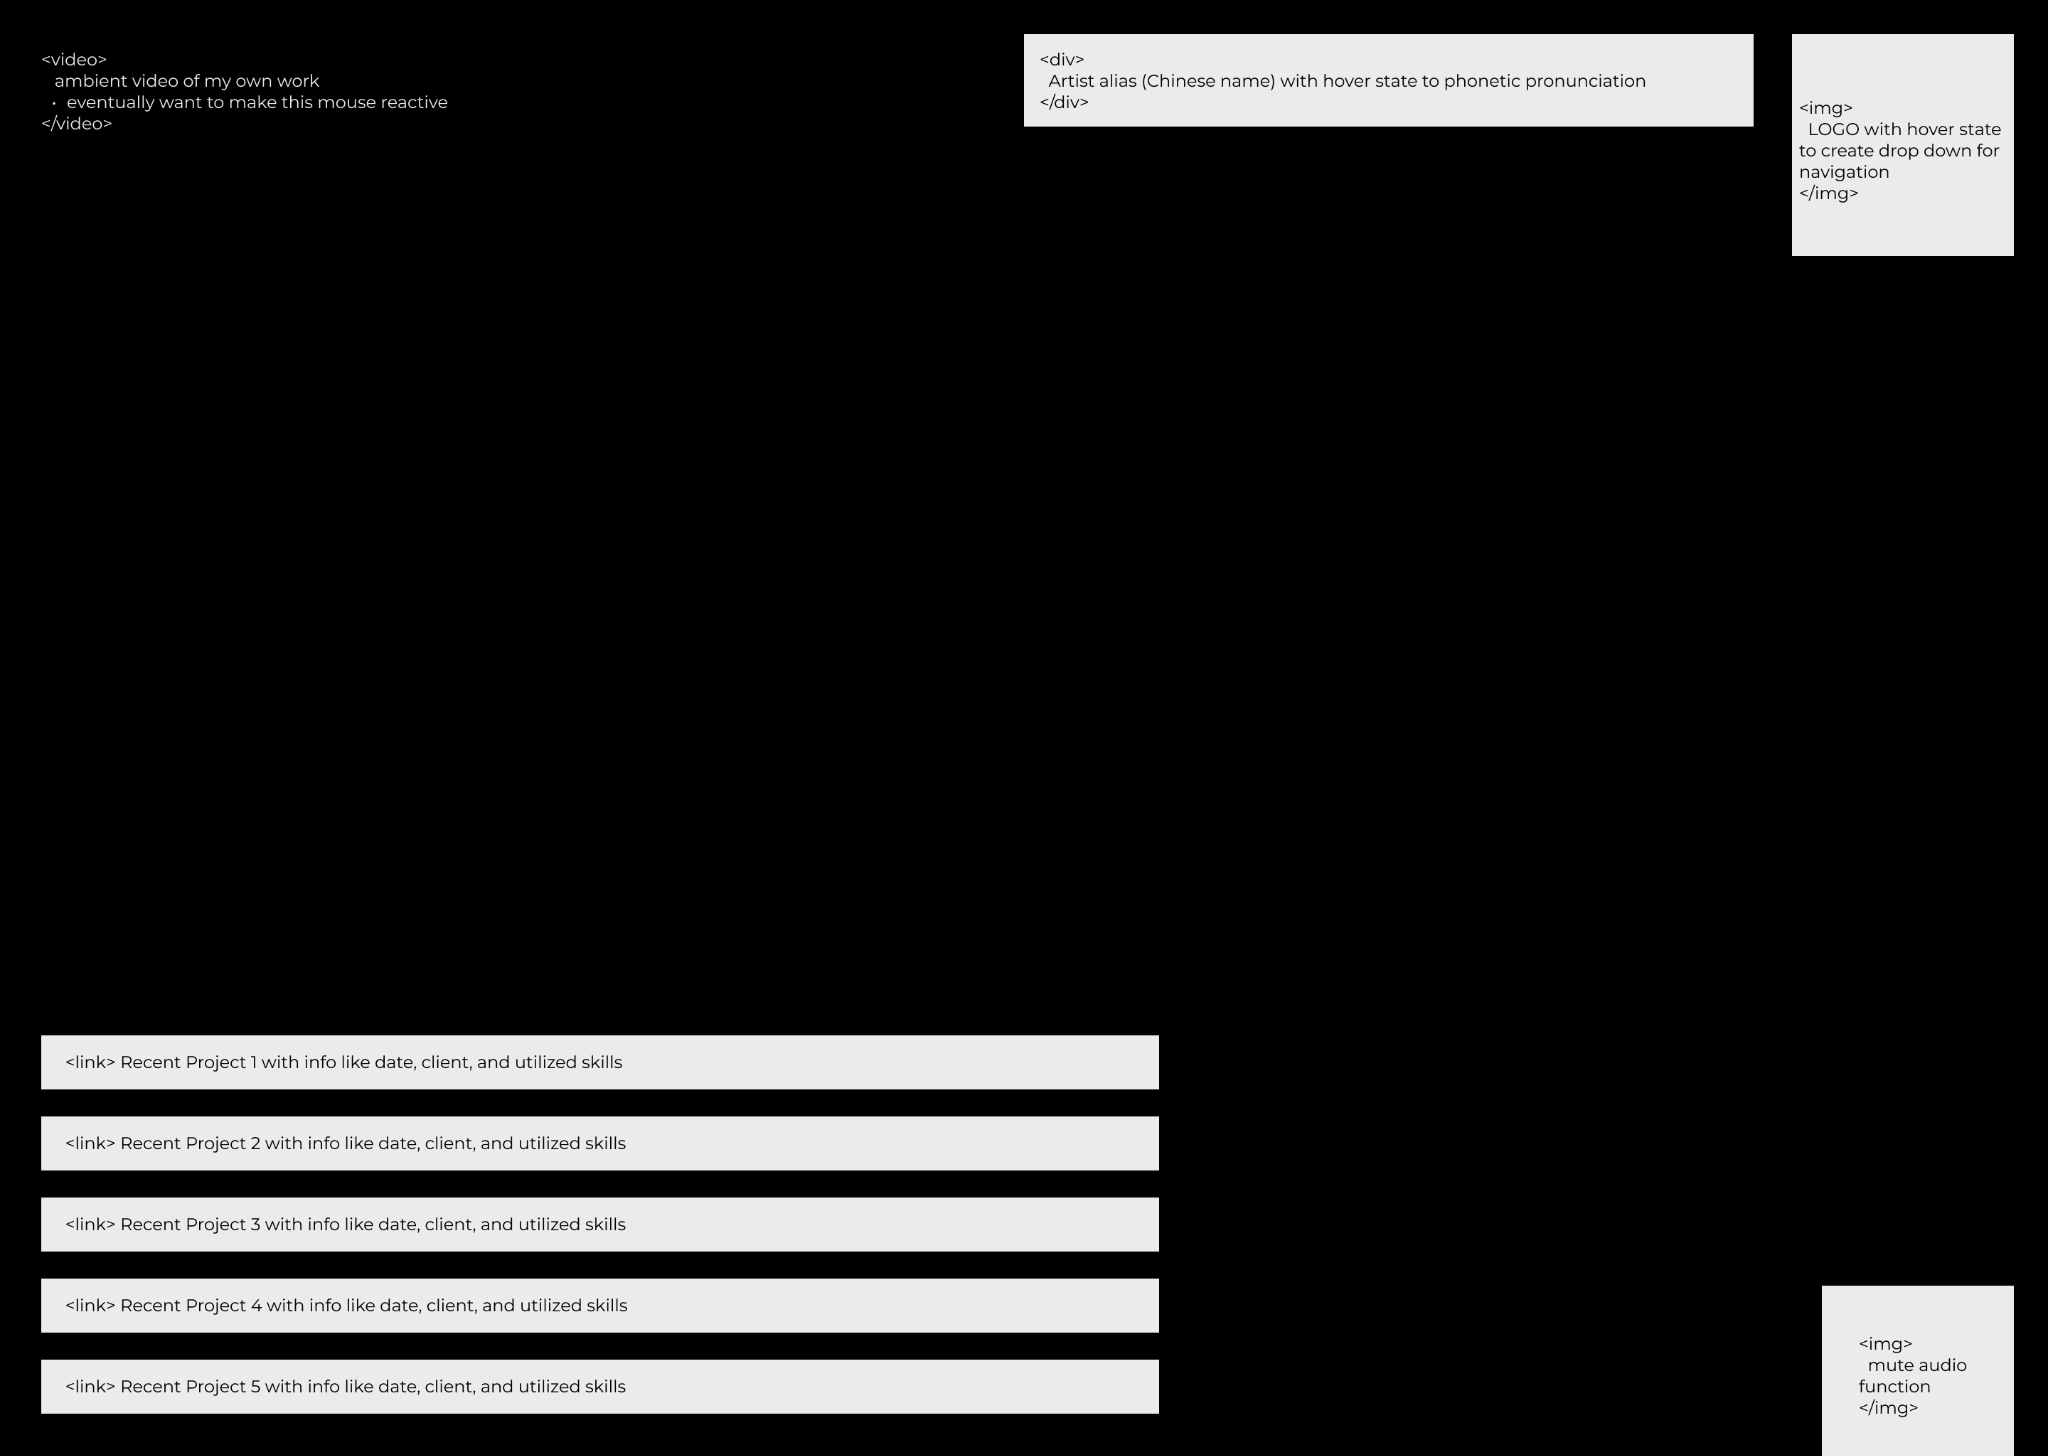 <video>
ambient video of my own work
• eventually want to make this mouse reactive
</video>
<div>
Artist alias (Chinese name) with hover state to phonetic pronunciation
</div>
<img>
LOGO with hover state
to create drop down for
navigation
</img>
<link> Recent Project 1 with info like date, client, and utilized skills
<link> Recent Project 2 with info like date, client, and utilized skills
<link> Recent Project 3 with info like date, client, and utilized skills
<link> Recent Project 4 with info like date, client, and utilized skills
<link> Recent Project 5 with info like date, client, and utilized skills
<img>
mute audio
function
</img>